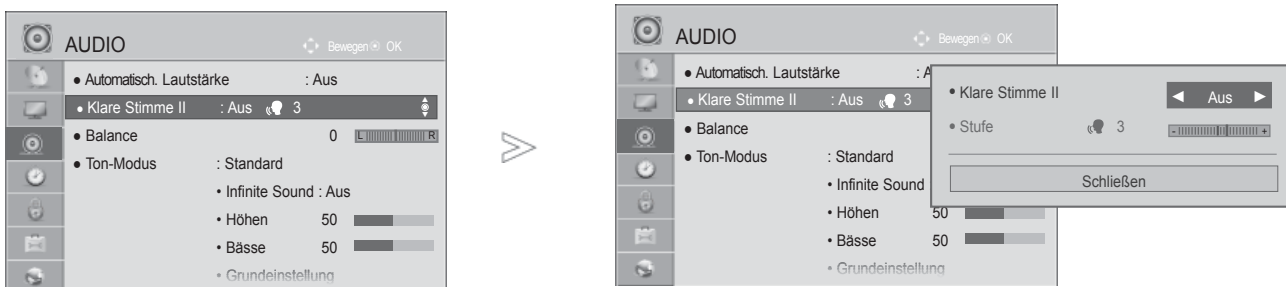 AUDIO Bewegen OK
● Automatisch. Lautstärke : Aus
● Klare Stimme II : Aus 3
● Balance 0 L R
● Ton-Modus : Standard
• Infinite Sound : Aus
• Höhen 50
• Bässe 50
• Grundeinstellung
AUDIO Bewegen OK
● Automatisch. Lautstärke : A
● Klare Stimme II : Aus 3
● Balance
● Ton-Modus : Standard
• Infinite Sound
• Höhen 50
• Bässe 50
• Grundeinstellung
• Klare Stimme II ◀ Aus ▶
• Stufe 3 - +
Schließen